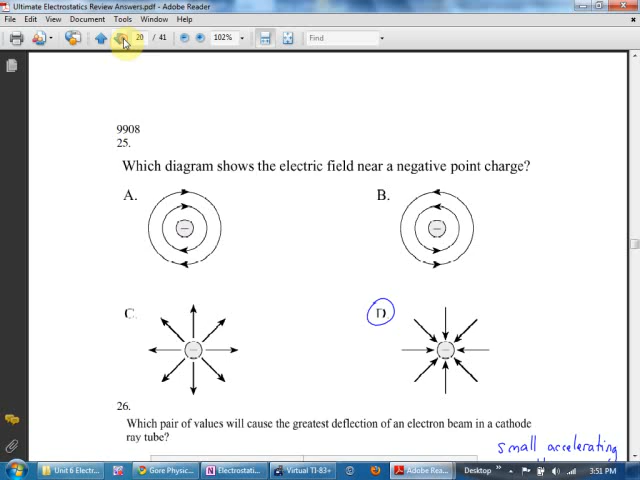 Ultimate Electrostatics Review Answers.pdf - Adobe Reader
File Edit View Document Tools Window Help
20 / 41 102% Find
9908
25.
Which diagram shows the electric field near a negative point charge?
A. B.
C. D.
26.
Which pair of values will cause the greatest deflection of an electron beam in a cathode
ray tube?
small accelerating
Unit 6 Electr... Gore Physic... Electrostati... Virtual TI-83+ Adobe Rea... Desktop 3:51 PM